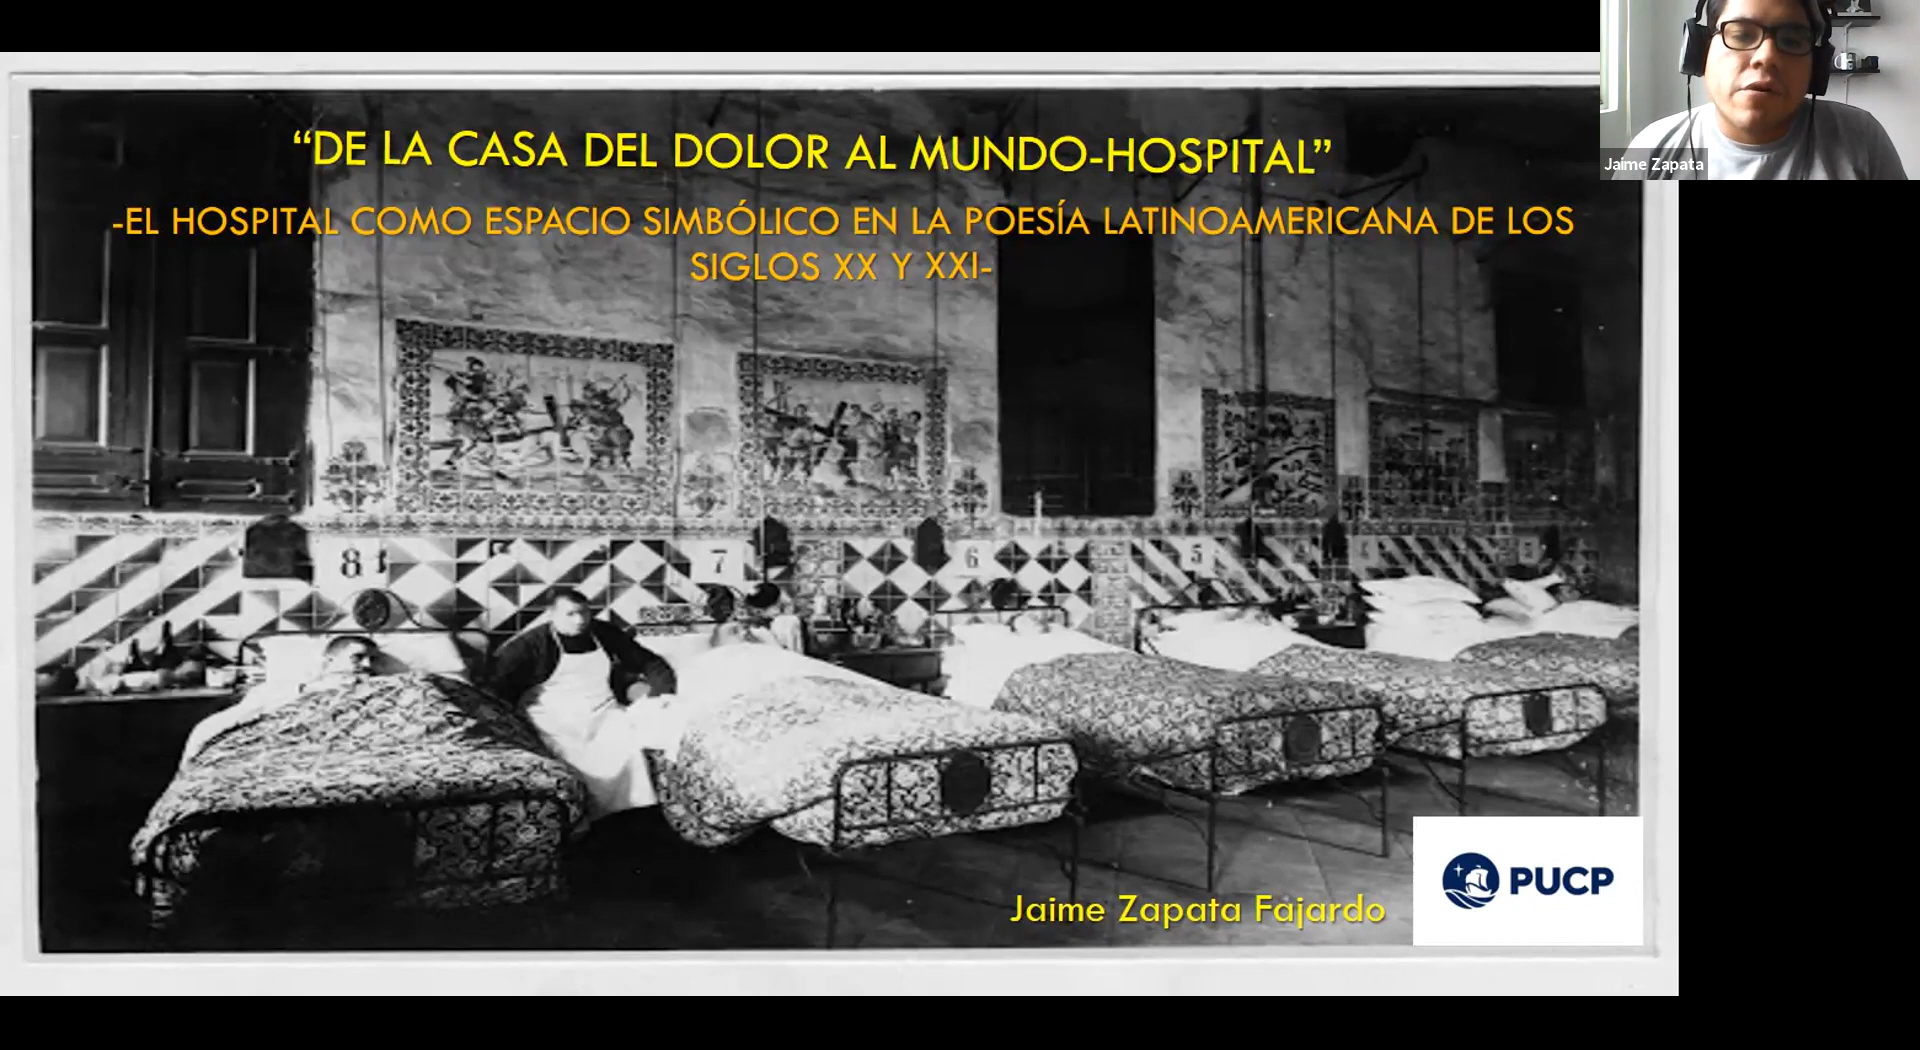 “DE LA CASA DEL DOLOR AL MUNDO-HOSPITAL”
-EL HOSPITAL COMO ESPACIO SIMBÓLICO EN LA POESÍA LATINOAMERICANA DE LOS
SIGLOS XX Y XXI-
Jaime Zapata
8
7
6
5
Jaime Zapata Fajardo
PUCP